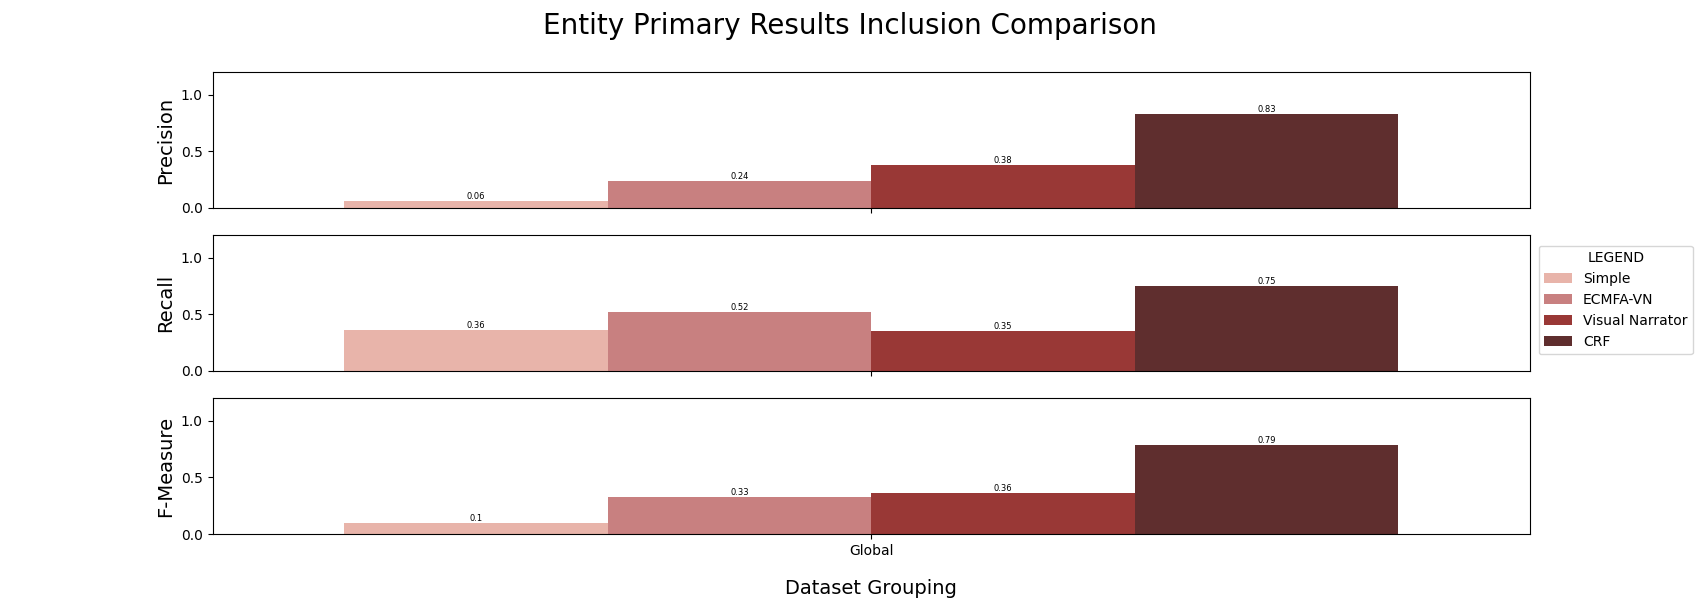 Entity Primary Results Inclusion Comparison
Precision
1.0
0.5
0.0
0.06
0.24
0.38
0.83
Recall
1.0
0.5
0.0
0.36
0.52
0.35
0.75
LEGEND
Simple
ECMFA-VN
Visual Narrator
CRF
F-Measure
1.0
0.5
0.0
0.1
0.33
0.36
0.79
Global
Dataset Grouping